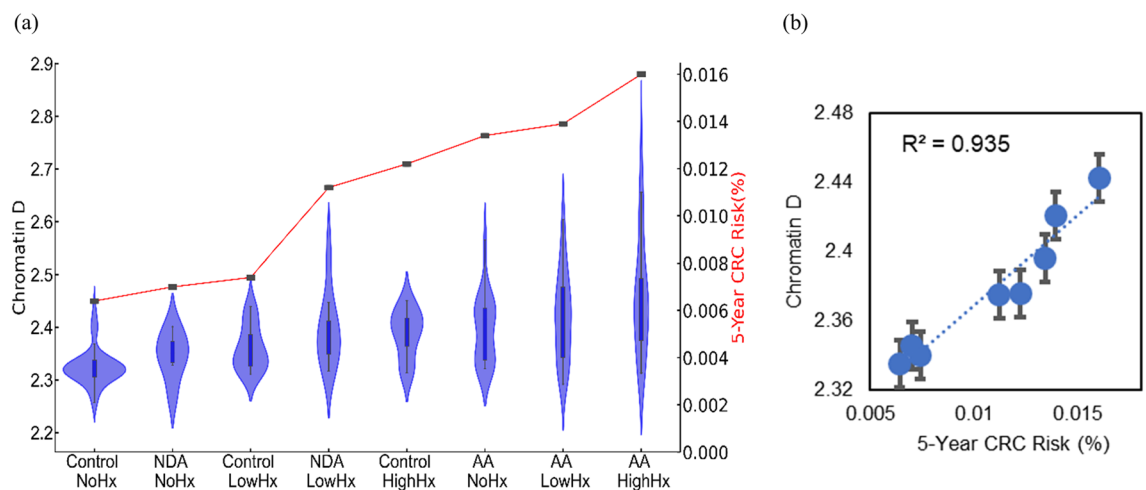 (a)
(b)
2.9
2.8
2.7
2.6
2.5
2.4
2.3
2.2
Chromatin D
0.016
0.014
0.012
0.010
0.008
0.006
0.004
0.002
0.000
5-Year CRC Risk(%)
Control NDA Control NDA Control AA AA AA
NoHx NoHx LowHx LowHx HighHx NoHx LowHx HighHx
R² = 0.935
2.48
2.44
2.4
2.36
2.32
Chromatin D
0.005 0.01 0.015
5-Year CRC Risk (%)